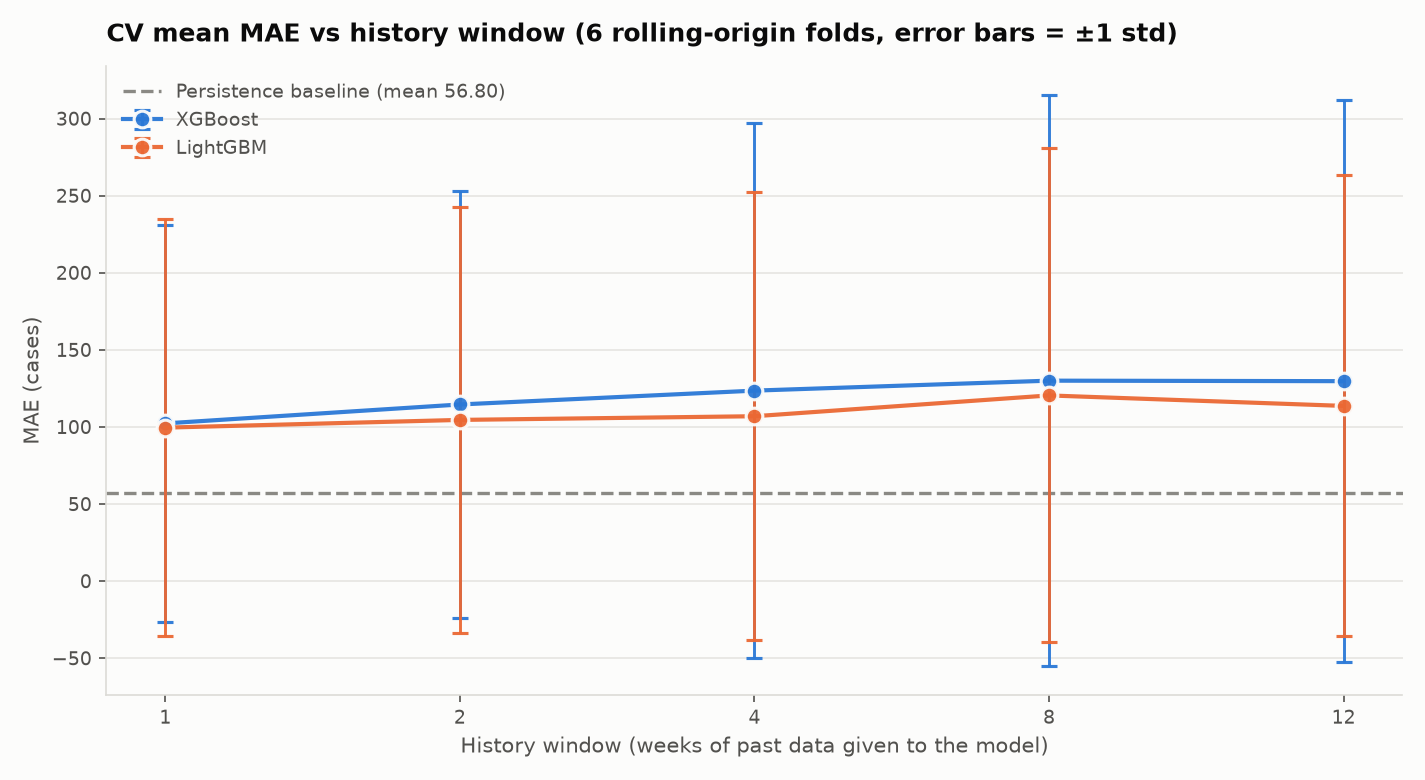 CV mean MAE vs history window (6 rolling-origin folds, error bars = ±1 std)
Persistence baseline (mean 56.80)
XGBoost
LightGBM
300
250
200
150
100
50
0
−50
MAE (cases)
1 2 4 8 12
History window (weeks of past data given to the model)